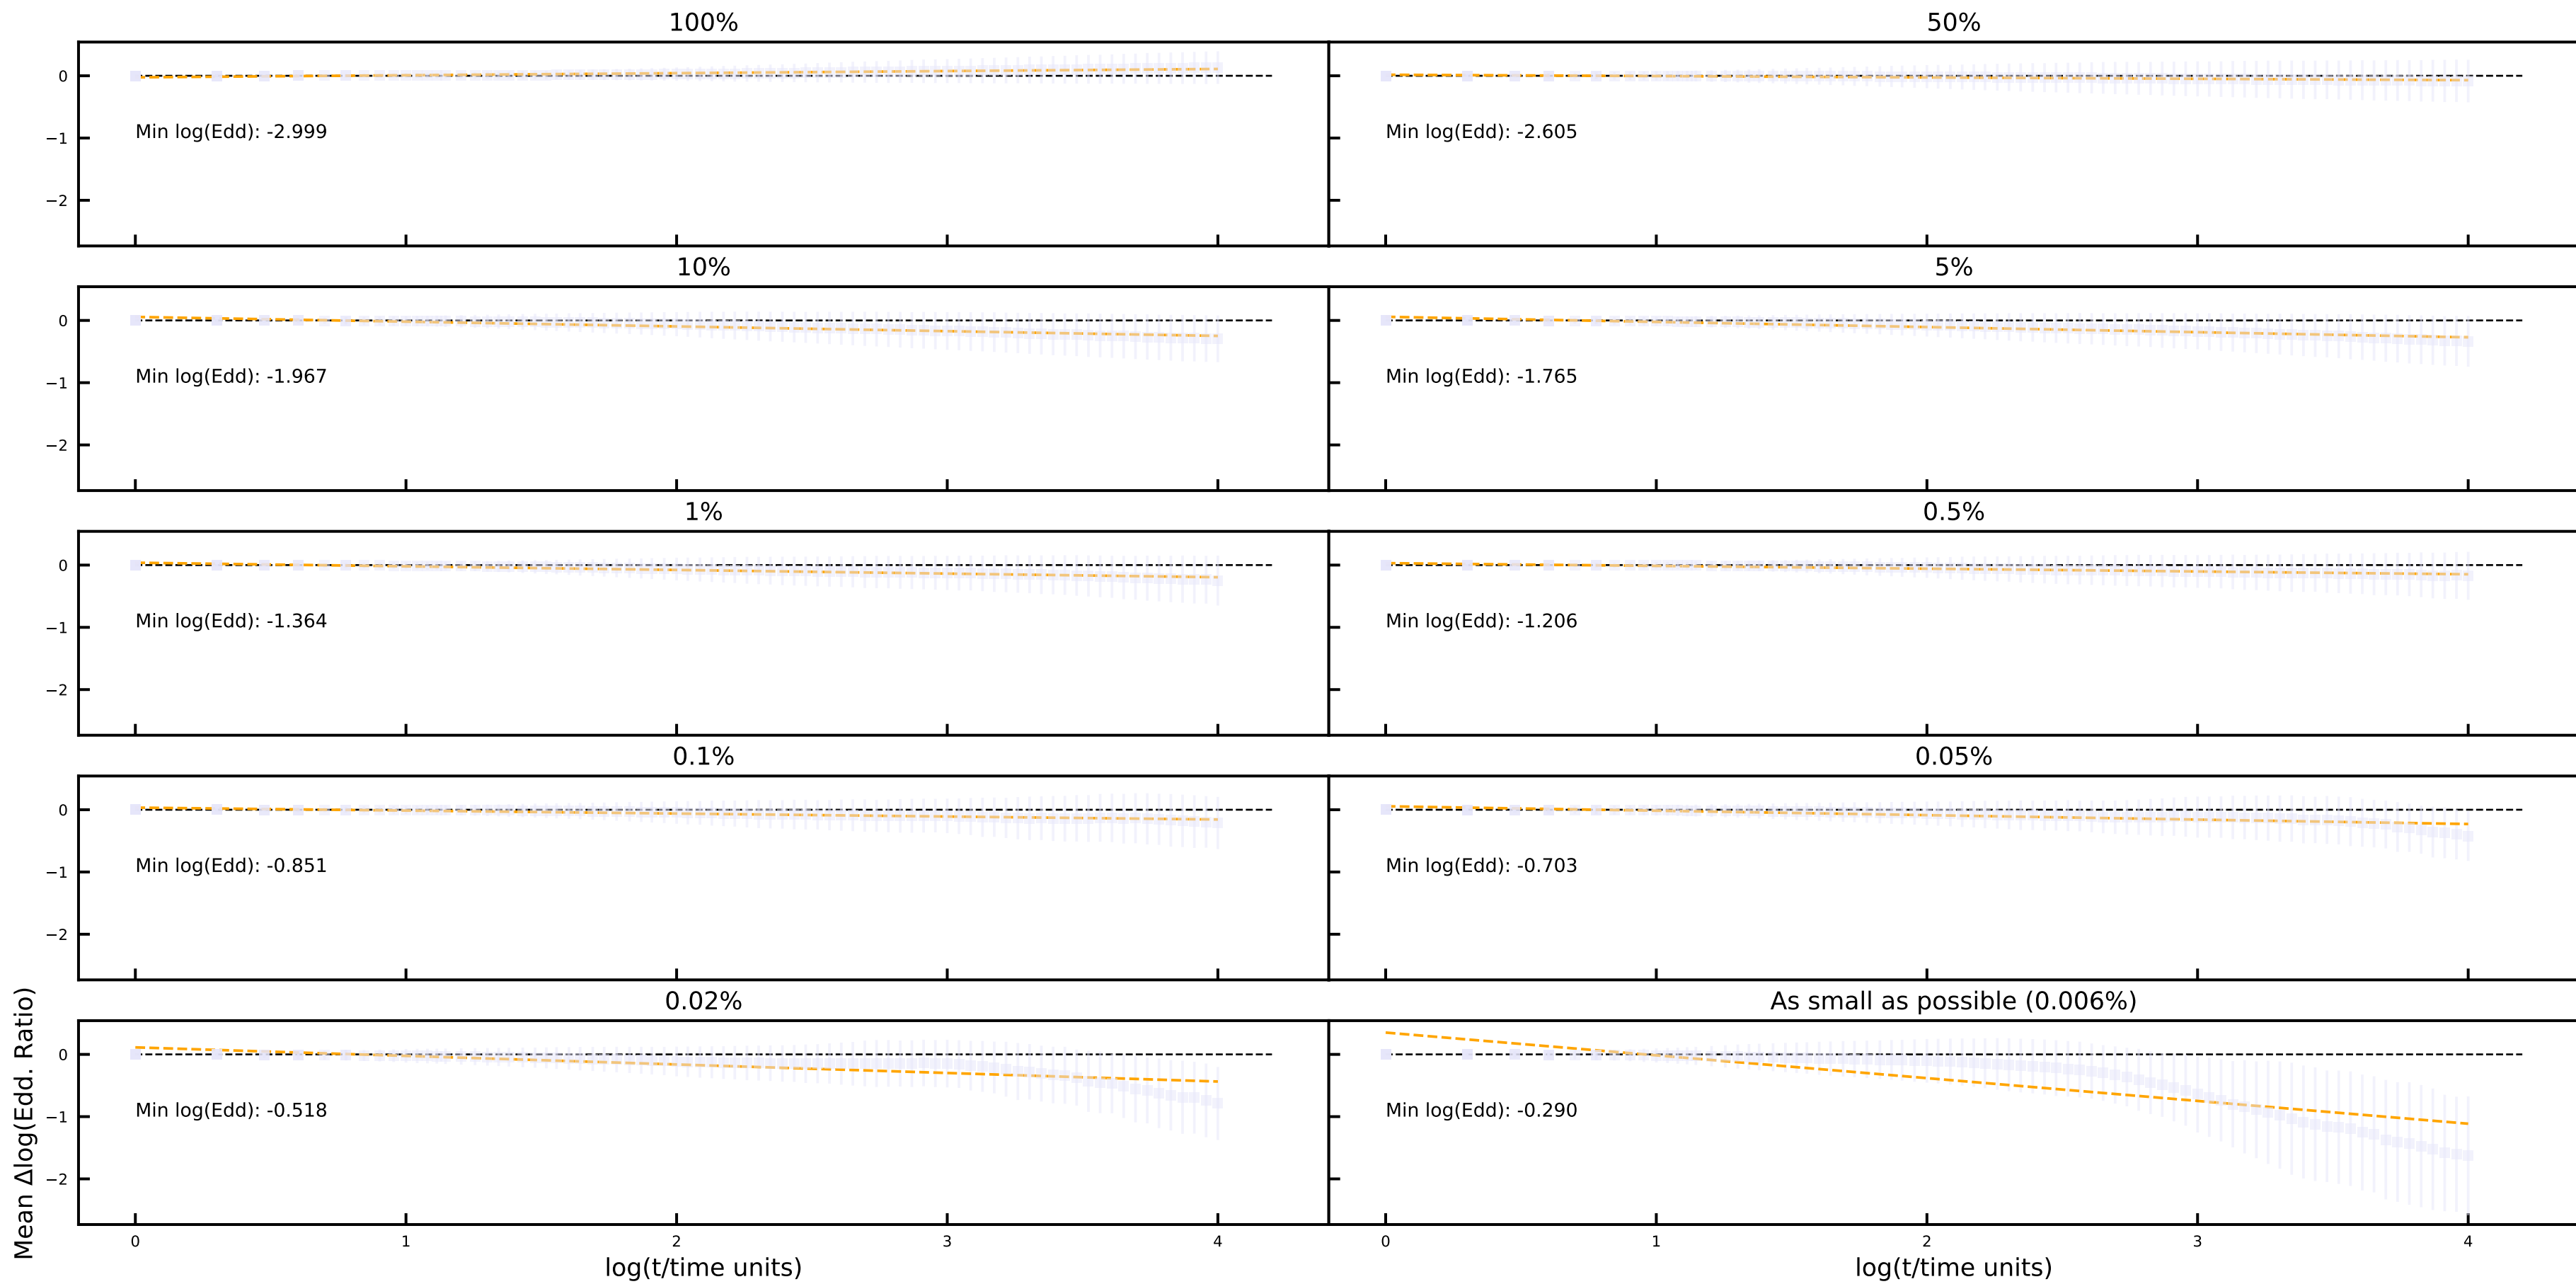 100%
50%
0
−1
−2
Min log(Edd): -2.999
Min log(Edd): -2.605
10%
5%
0
−1
−2
Min log(Edd): -1.967
Min log(Edd): -1.765
1%
0.5%
0
−1
−2
Min log(Edd): -1.364
Min log(Edd): -1.206
0.1%
0.05%
0
−1
−2
Min log(Edd): -0.851
Min log(Edd): -0.703
0.02%
As small as possible (0.006%)
0
−1
−2
Min log(Edd): -0.518
Min log(Edd): -0.290
Mean Δlog(Edd. Ratio)
0 1 2 3 4
0 1 2 3 4
log(t/time units)
log(t/time units)